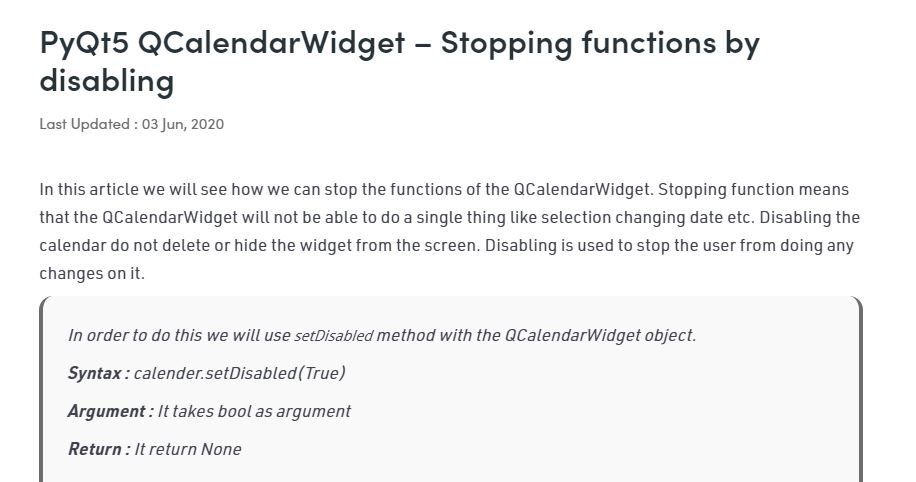 PyQt5 QCalendarWidget – Stopping functions by
disabling
Last Updated : 03 Jun, 2020
In this article we will see how we can stop the functions of the QCalendarWidget. Stopping function means
that the QCalendarWidget will not be able to do a single thing like selection changing date etc. Disabling the
calendar do not delete or hide the widget from the screen. Disabling is used to stop the user from doing any
changes on it.
In order to do this we will use setDisabled method with the QCalendarWidget object.
Syntax : calender.setDisabled(True)
Argument : It takes bool as argument
Return : It return None